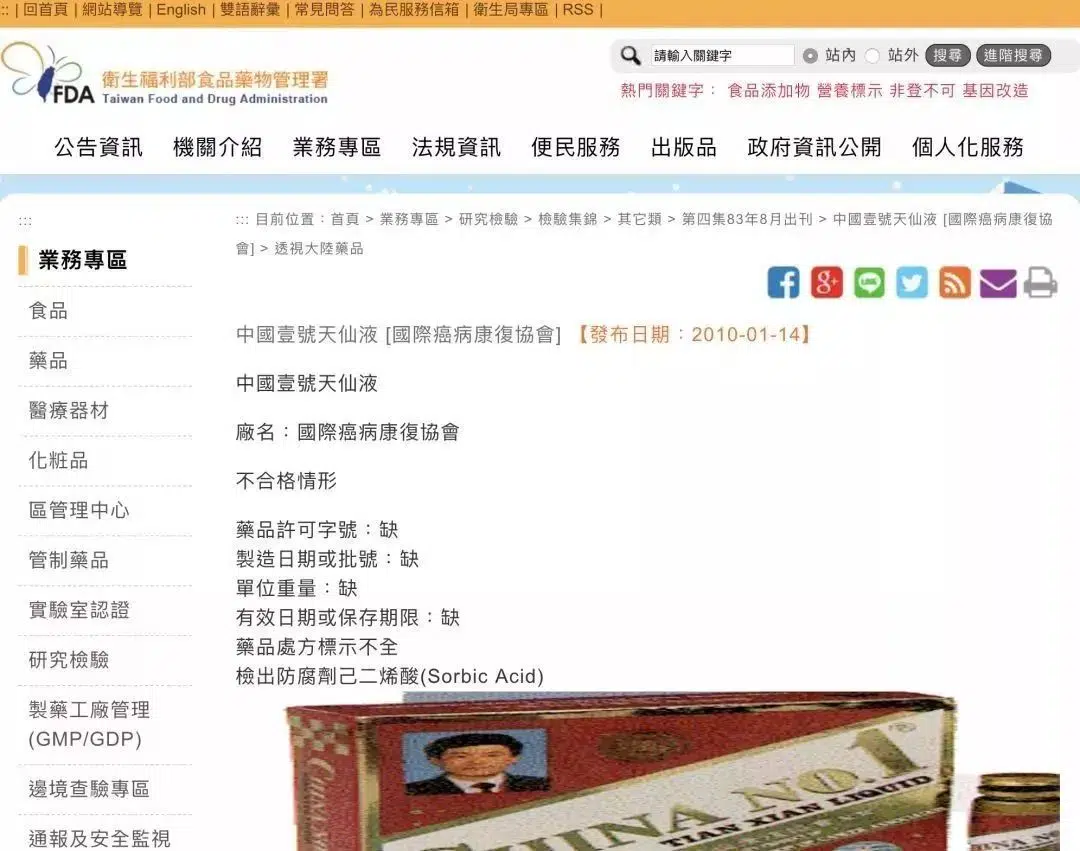 ::: | 回首頁 | 網站導覽 | English | 雙語辭彙 | 常見問答 | 為民服務信箱 | 衛生局專區 | RSS |
請輸入關鍵字 站內 站外 搜尋 進階搜尋
FDA 衛生福利部食品藥物管理署
Taiwan Food and Drug Administration
熱門關鍵字： 食品添加物 營養標示 非登不可 基因改造
公告資訊 機關介紹 業務專區 法規資訊 便民服務 出版品 政府資訊公開 個人化服務
:::
業務專區
食品
藥品
醫療器材
化粧品
區管理中心
管制藥品
實驗室認證
研究檢驗
製藥工廠管理
(GMP/GDP)
邊境查驗專區
通報及安全監視
::: 目前位置：首頁 > 業務專區 > 研究檢驗 > 檢驗集錦 > 其它類 > 第四集83年8月出刊 > 中國壹號天仙液 [國際癌病康復協
會] > 透視大陸藥品
中國壹號天仙液 [國際癌病康復協會] 【發布日期：2010-01-14】
中國壹號天仙液
廠名：國際癌病康復協會
不合格情形
藥品許可字號：缺
製造日期或批號：缺
單位重量：缺
有效日期或保存期限：缺
藥品處方標示不全
檢出防腐劑己二烯酸(Sorbic Acid)
CHINA NO.1®
TIAN XIAN LIQUID